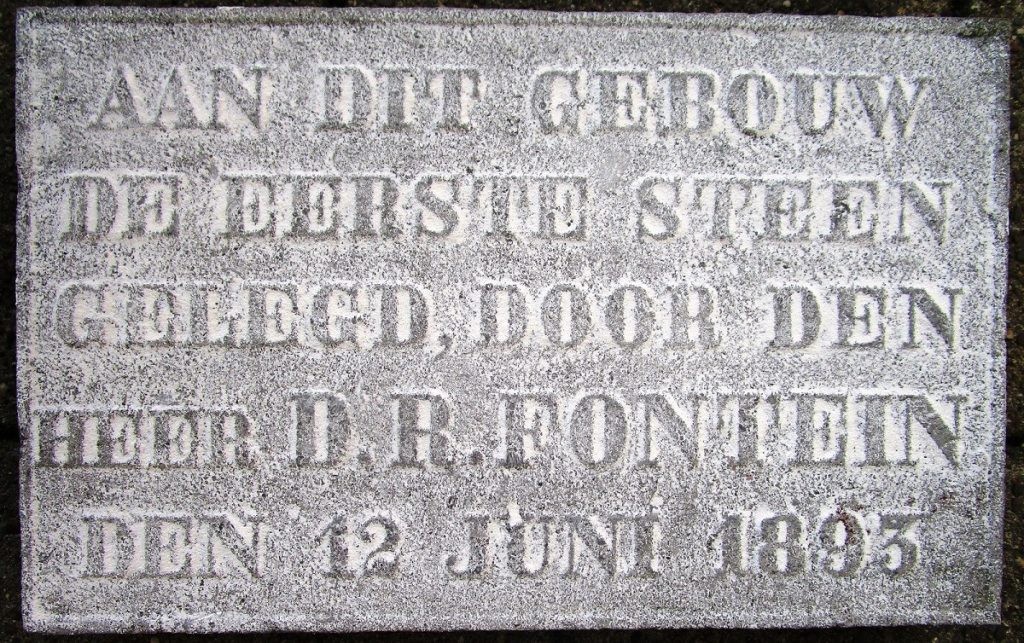 AAN DIT GEBOUW
DE EERSTE STEEN
GELEGD, DOOR DEN
HEER D.R. FONTEIN
DEN 12 JUNI 1893